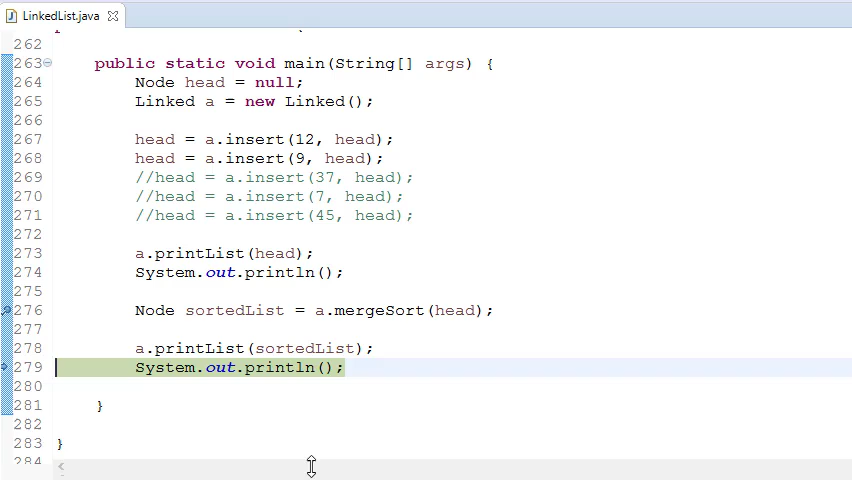 LinkedList.java
262
263 public static void main(String[] args) {
264 Node head = null;
265 Linked a = new Linked();
266
267 head = a.insert(12, head);
268 head = a.insert(9, head);
269 //head = a.insert(37, head);
270 //head = a.insert(7, head);
271 //head = a.insert(45, head);
272
273 a.printList(head);
274 System.out.println();
275
276 Node sortedList = a.mergeSort(head);
277
278 a.printList(sortedList);
279 System.out.println();
280
281 }
282
283 }
284